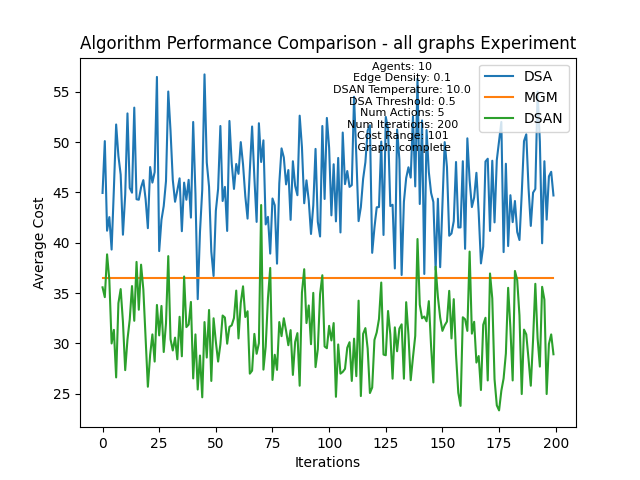 Algorithm Performance Comparison - all graphs Experiment
Agents: 10
Edge Density: 0.1
DSAN Temperature: 10.0
DSA Threshold: 0.5
Num Actions: 5
Num Iterations: 200
Cost Range: 101
Graph: complete
DSA
MGM
DSAN
Average Cost
55
50
45
40
35
30
25
0
25
50
75
100
125
150
175
200
Iterations